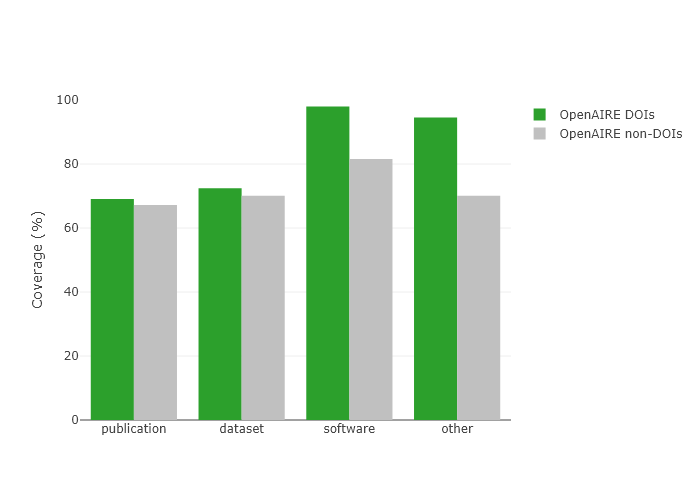 100
80
60
40
20
0
Coverage (%)
publication
dataset
software
other
OpenAIRE DOIs
OpenAIRE non-DOIs